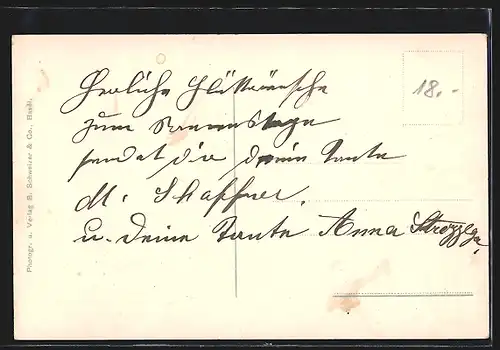 Herzliche Glückwünsche
zum Namenstage
sendet dir deine Tante
M. Schaffner.
u. deine Tante Anna
18.-
Photogr. u. Verlag B. Schweizer & Co., Basel.